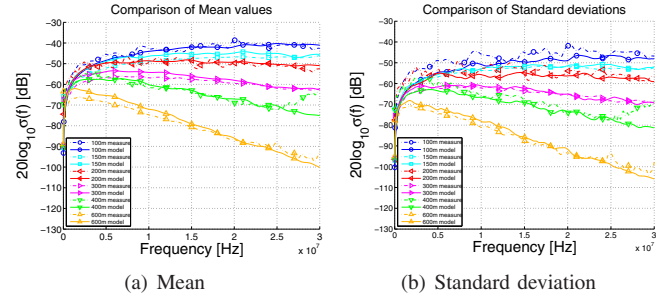 Comparison of Mean values
20log10σ(f) [dB]
-30
-40
-50
-60
-70
-80
-90
-100
-110
-120
-130
100m measure
100m model
150m measure
150m model
200m measure
200m model
300m measure
300m model
400m measure
400m model
600m measure
600m model
0 0.5 1 1.5 2 2.5 3
x 10^7
Frequency [Hz]
(a) Mean
Comparison of Standard deviations
20log10σ(f) [dB]
-30
-40
-50
-60
-70
-80
-90
-100
-110
-120
-130
100m measure
100m model
150m measure
150m model
200m measure
200m model
300m measure
300m model
400m measure
400m model
600m measure
600m model
0 0.5 1 1.5 2 2.5 3
x 10^7
Frequency [Hz]
(b) Standard deviation